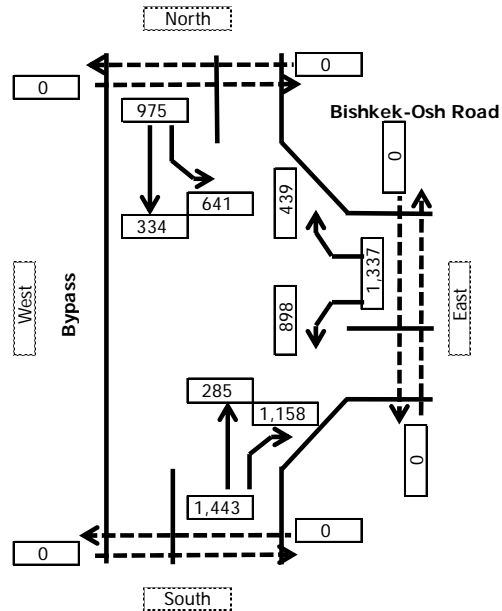 North
0
0
975
Bishkek-Osh Road
0
641
334
439
1,337
West
Bypass
898
East
285
1,158
0
1,443
0
0
South